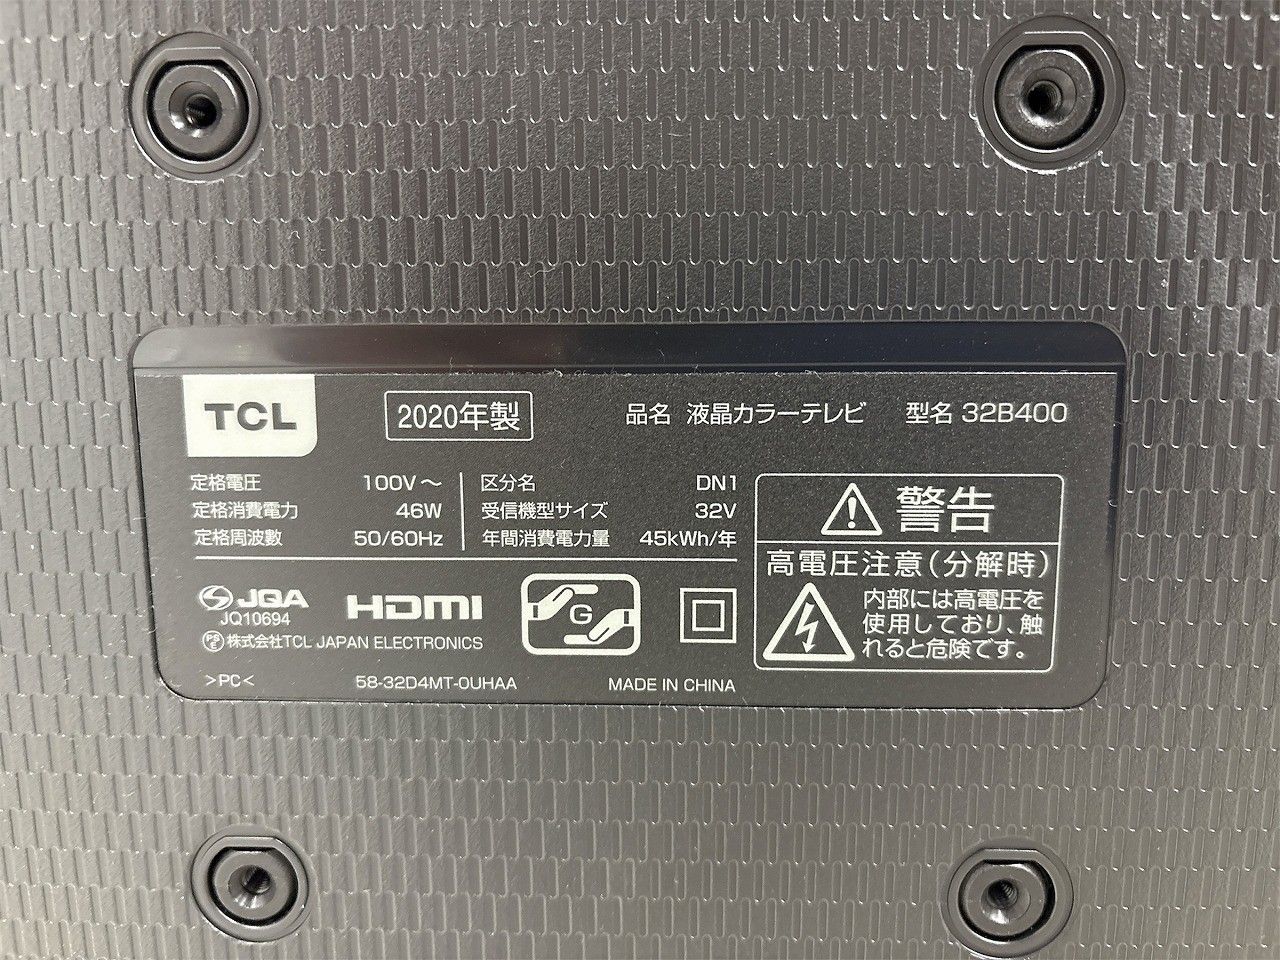 TCL
2020年製
品名 液晶カラーテレビ 型名 32B400
定格電圧 100V～
定格消費電力 46W
定格周波数 50/60Hz
区分名 DN1
受信機型サイズ 32V
年間消費電力量 45kWh/年
JQA
JQ10694
HDMI
G
PSE 株式会社TCL JAPAN ELECTRONICS
>PC<
58-32D4MT-0UHAA
MADE IN CHINA
警告
高電圧注意(分解時)
内部には高電圧を
使用しており、触
れると危険です。